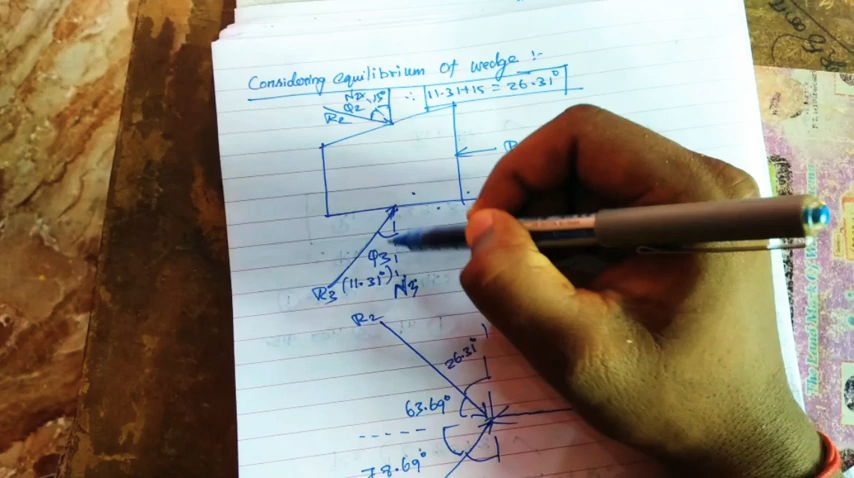 Considering equilibrium of wedge :-
N2 15°
∴ 11.31+15 = 26.31°
φ2
R2
φ3
R3 (11.31°) N3
R2
26.31°
63.69°
78.69°